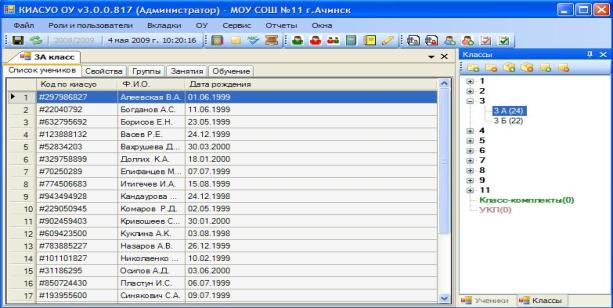 КИАСУО ОУ v3.0.0.817 (Администратор) - МОУ СОШ №11 г.Ачинск
Файл Роли и пользователи Вкладки ОУ Сервис Отчеты Окна
2008/2009 4 мая 2009 г. 10:20:16
3А класс
Список учеников Свойства Группы Занятия Обучение
Код по киасуо Ф.И.О. Дата рождения
1 #297986827 Алеевская В.А. 01.06.1999
2 #22040792 Богданов А.С. 11.06.1999
3 #632795692 Борисов Е.Н. 23.05.1999
4 #123888132 Васев Р.Е. 24.12.1999
5 #52834203 Вахрушева Д... 30.03.2000
6 #329758899 Долгих К.А. 18.01.2000
7 #70250289 Епифанцев М... 07.07.1999
8 #774506683 Итигечев И.А. 15.08.1999
9 #943494928 Кандаурова ... 24.12.1998
10 #229050945 Комаров Р.Д. 02.05.1999
11 #902459403 Кривошеев С... 30.01.2000
12 #609423500 Куклина А.К. 03.08.1998
13 #783885227 Назаров А.В. 26.12.1999
14 #101101827 Николаенко ... 10.02.1999
15 #31186295 Осипов А.Д. 03.06.2000
16 #850724430 Пластун И.С. 06.07.1999
17 #193955600 Синякович С.А. 09.07.1999
Классы
1
2
3
3 А (24)
3 Б (22)
4
5
6
7
8
9
11
Класс-комплекты(0)
УКП(0)
Ученики Классы